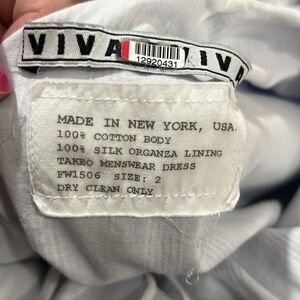 VIVA VIVA
12920431
MADE IN NEW YORK, USA.
100% COTTON BODY
100% SILK ORGANZA LINING
TAKEO MENSWEAR DRESS
FW1506 SIZE: 2
DRY CLEAN ONLY